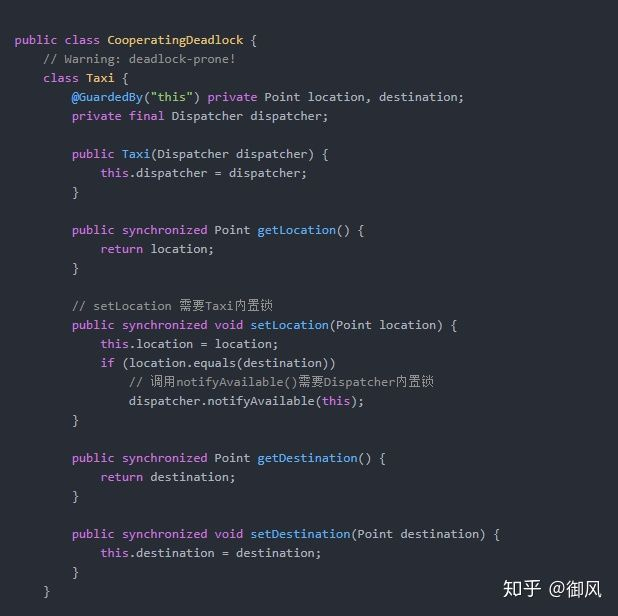 public class CooperatingDeadlock {
// Warning: deadlock-prone!
class Taxi {
@GuardedBy("this") private Point location, destination;
private final Dispatcher dispatcher;
public Taxi(Dispatcher dispatcher) {
this.dispatcher = dispatcher;
}
public synchronized Point getLocation() {
return location;
}
// setLocation 需要Taxi内置锁
public synchronized void setLocation(Point location) {
this.location = location;
if (location.equals(destination))
// 调用notifyAvailable()需要Dispatcher内置锁
dispatcher.notifyAvailable(this);
}
public synchronized Point getDestination() {
return destination;
}
public synchronized void setDestination(Point destination) {
this.destination = destination;
}
}
知乎 @御风